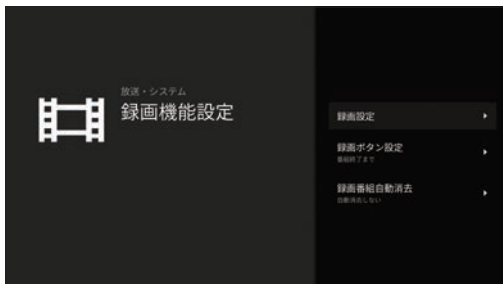 放送・システム
録画機能設定
録画設定
録画ボタン設定
番組終了まで
録画番組自動消去
自動消去しない